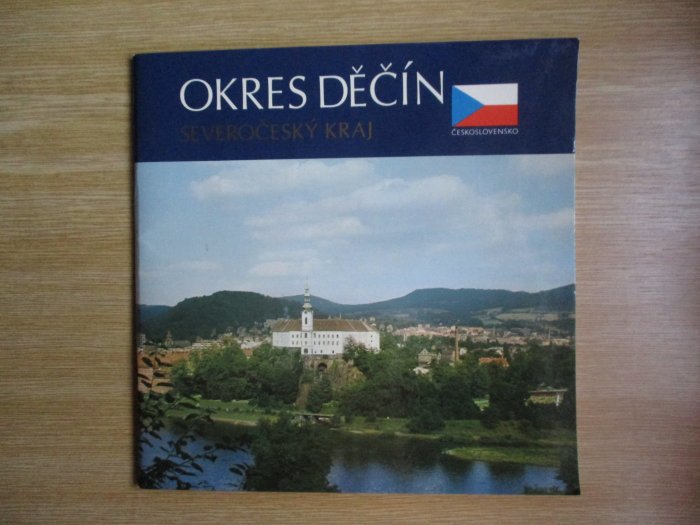 OKRES DĚČÍN
SEVEROČESKÝ KRAJ
ČESKOSLOVENSKO